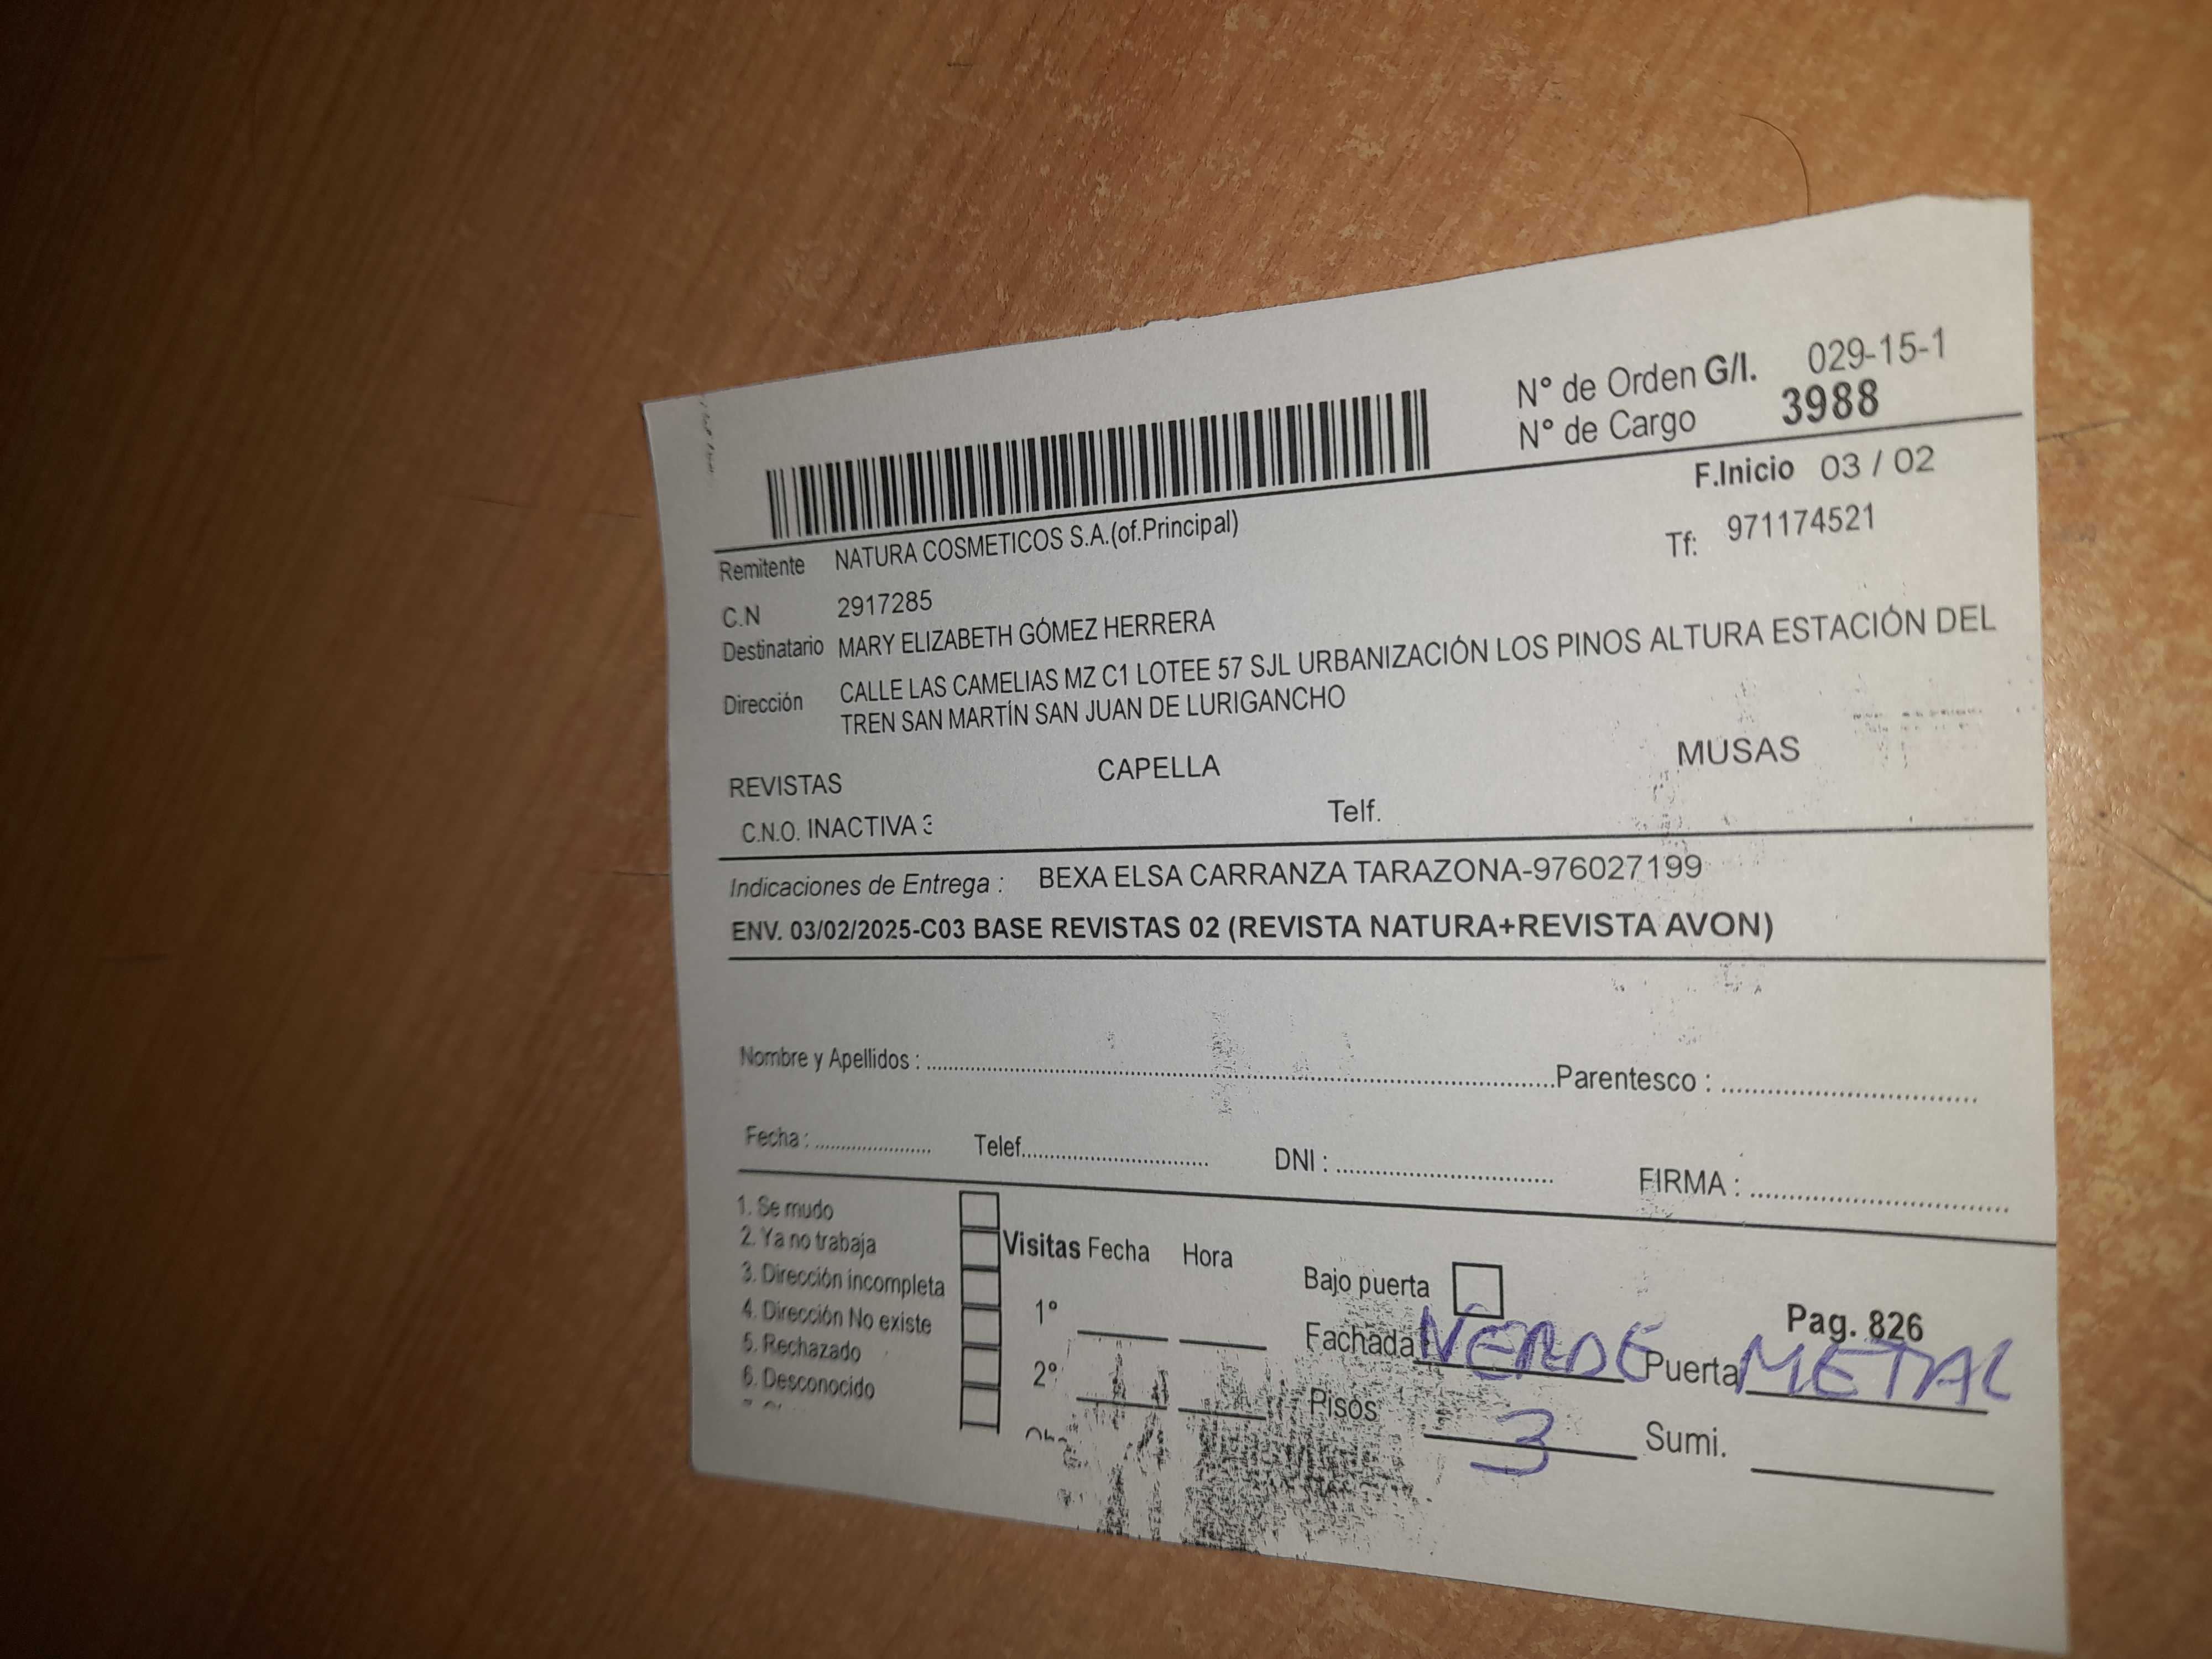 N° de Orden G/I. 029-15-1
N° de Cargo 3988
F.Inicio 03 / 02
Remitente NATURA COSMETICOS S.A.(of.Principal)
Tf: 971174521
C.N 2917285
Destinatario MARY ELIZABETH GÓMEZ HERRERA
Dirección CALLE LAS CAMELIAS MZ C1 LOTEE 57 SJL URBANIZACIÓN LOS PINOS ALTURA ESTACIÓN DEL
TREN SAN MARTÍN SAN JUAN DE LURIGANCHO
REVISTAS CAPELLA MUSAS
C.N.O. INACTIVA 3 Telf.
Indicaciones de Entrega : BEXA ELSA CARRANZA TARAZONA-976027199
ENV. 03/02/2025-C03 BASE REVISTAS 02 (REVISTA NATURA+REVISTA AVON)
Nombre y Apellidos : Parentesco :
Fecha : Telef. DNI : FIRMA :
1. Se mudo
2. Ya no trabaja
3. Dirección incompleta
4. Dirección No existe
5. Rechazado
6. Desconocido
Visitas Fecha Hora
1°
2°
Bajo puerta
Pag. 826
Fachada VERDE Puerta METAL
Pisos 3 Sumi.